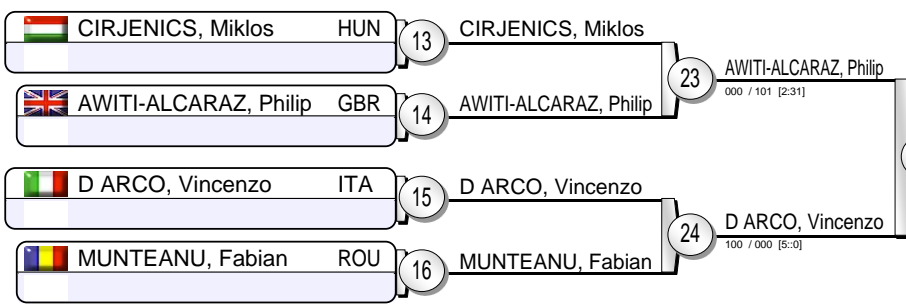 CIRJENICS, Miklos HUN 13 CIRJENICS, Miklos
23 AWITI-ALCARAZ, Philip
000 / 101 [2:31]
AWITI-ALCARAZ, Philip GBR 14 AWITI-ALCARAZ, Philip
D ARCO, Vincenzo ITA 15 D ARCO, Vincenzo
24 D ARCO, Vincenzo
100 / 000 [5::0]
MUNTEANU, Fabian ROU 16 MUNTEANU, Fabian